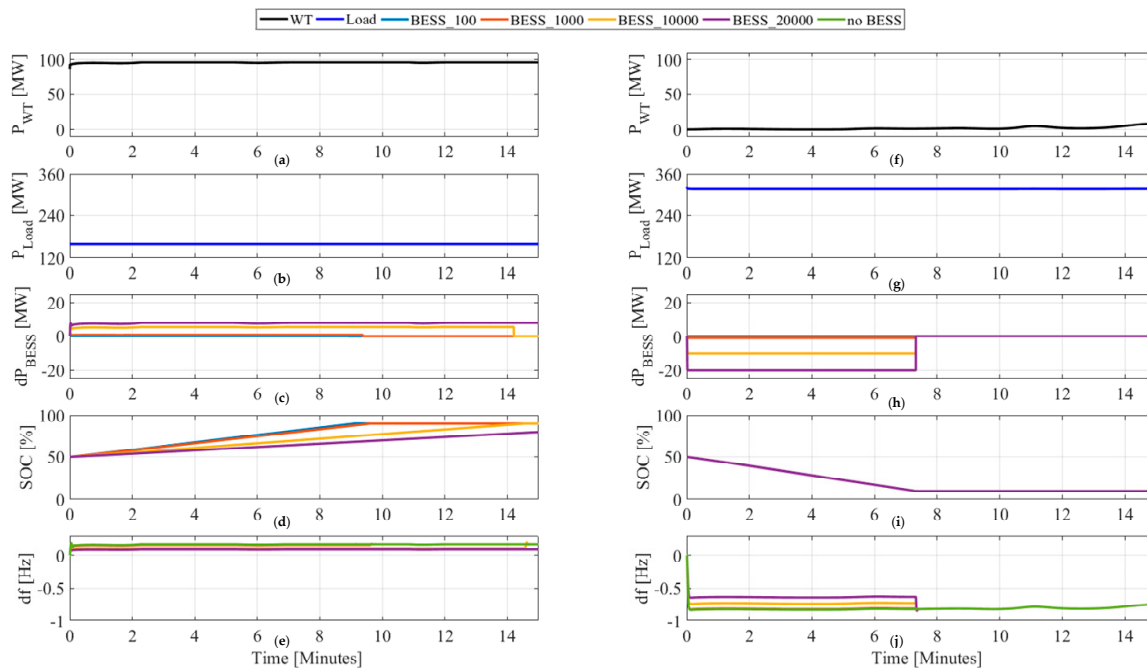 WT Load BESS_100 BESS_1000 BESS_10000 BESS_20000 no BESS
P_WT [MW]
100
50
0
0 2 4 6 8 10 12 14
(a)
P_Load [MW]
360
240
120
0 2 4 6 8 10 12 14
(b)
dP_BESS [MW]
20
0
-20
0 2 4 6 8 10 12 14
(c)
SOC [%]
100
50
0
0 2 4 6 8 10 12 14
(d)
df [Hz]
0
-0.5
-1
0 2 4 6 8 10 12 14
(e)
Time [Minutes]
P_WT [MW]
100
50
0
0 2 4 6 8 10 12 14
(f)
P_Load [MW]
360
240
120
0 2 4 6 8 10 12 14
(g)
dP_BESS [MW]
20
0
-20
0 2 4 6 8 10 12 14
(h)
SOC [%]
100
50
0
0 2 4 6 8 10 12 14
(i)
df [Hz]
0
-0.5
-1
0 2 4 6 8 10 12 14
(j)
Time [Minutes]